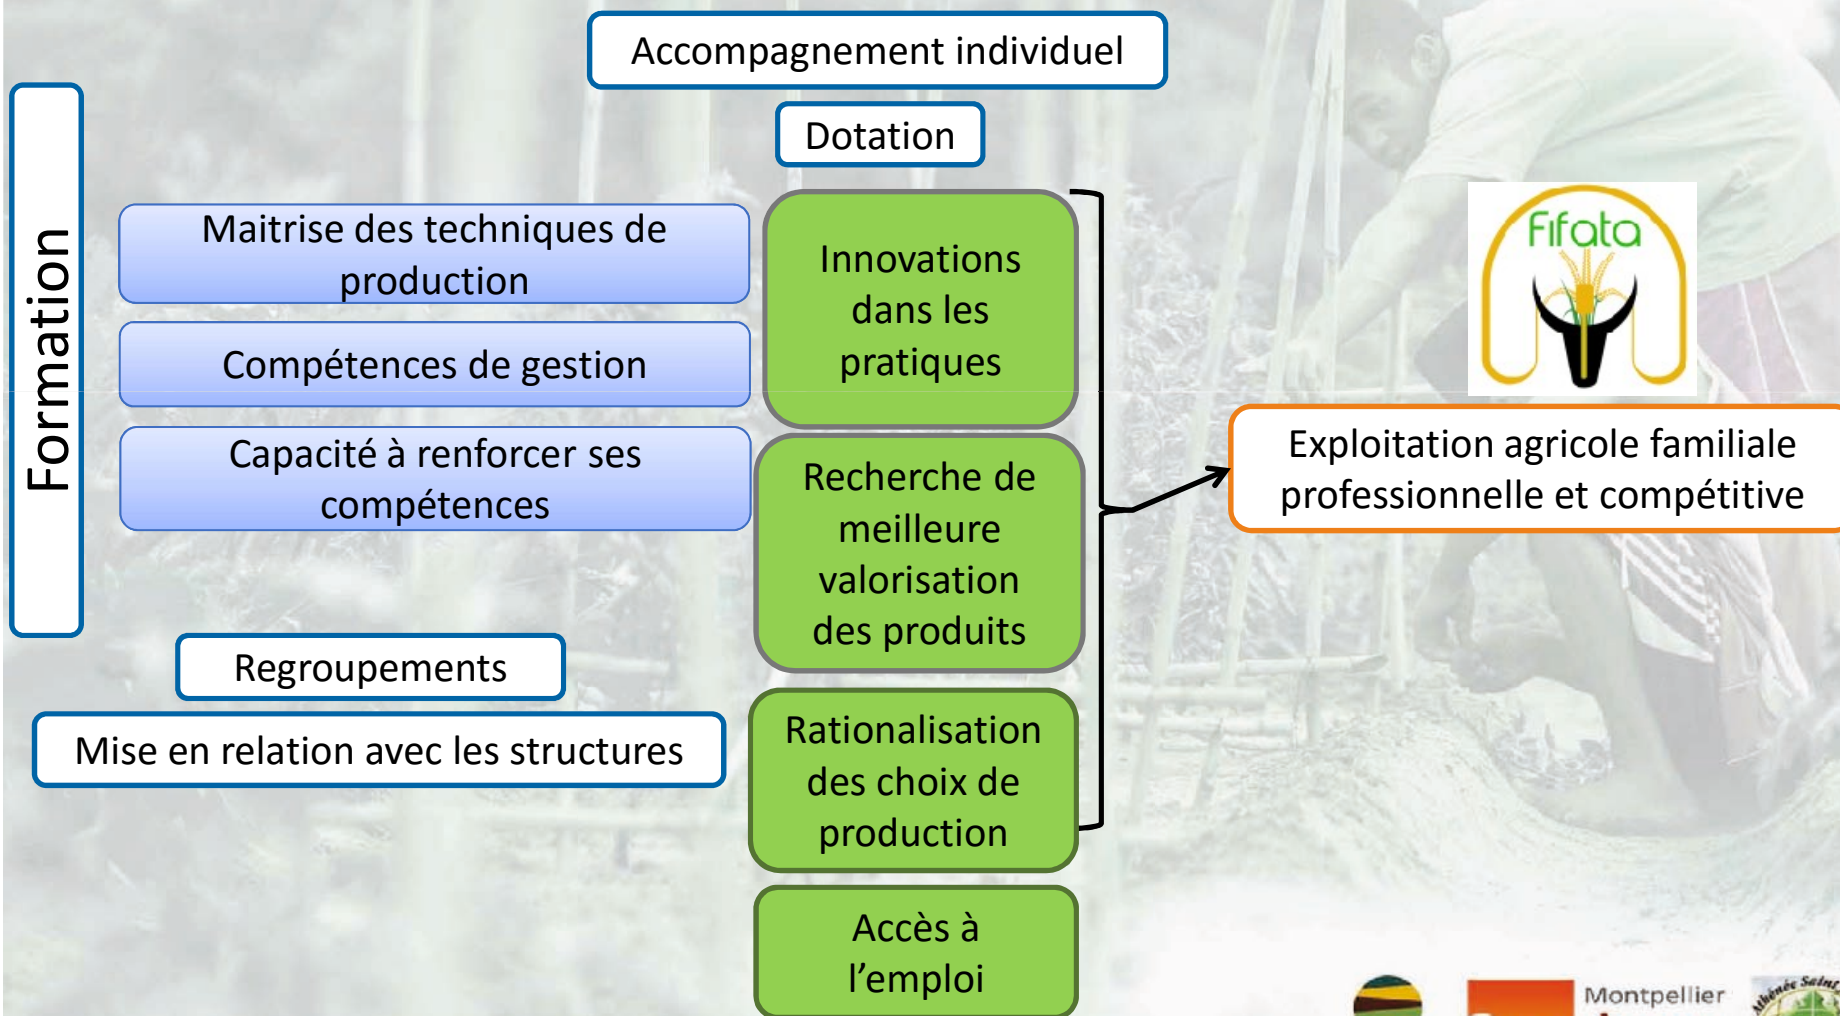 Accompagnement individuel
Dotation
Formation
Maitrise des techniques de
production
Compétences de gestion
Capacité à renforcer ses
compétences
Regroupements
Mise en relation avec les structures
Innovations
dans les
pratiques
Recherche de
meilleure
valorisation
des produits
Rationalisation
des choix de
production
Accès à
l’emploi
Fifata
Exploitation agricole familiale
professionnelle et compétitive
Montpellier